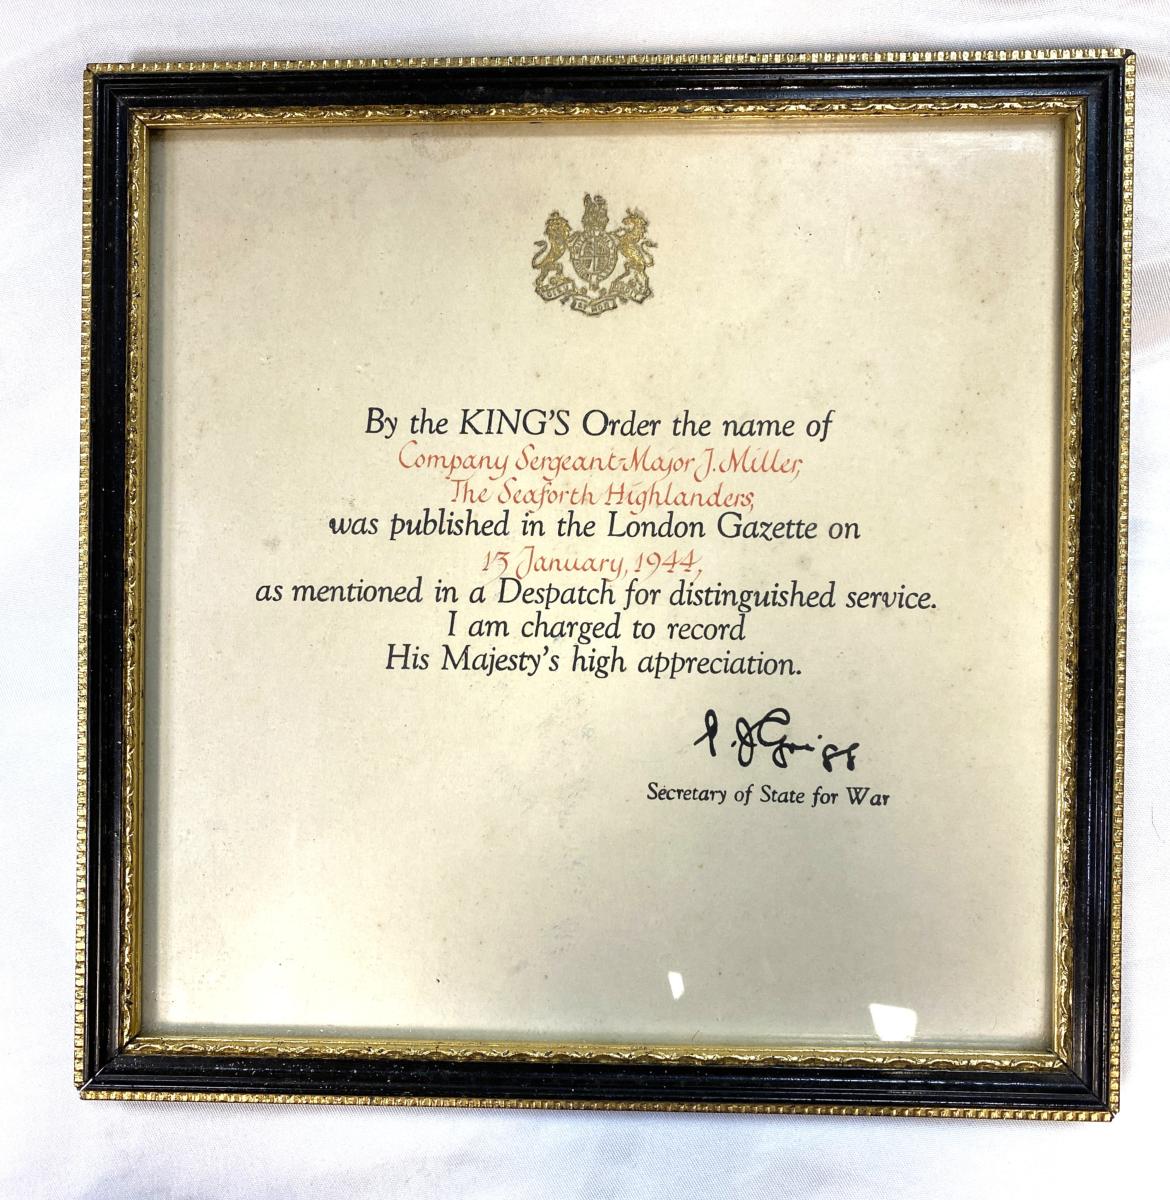 By the KING'S Order the name of
Company Sergeant-Major J. Miller,
The Seaforth Highlanders,
was published in the London Gazette on
13 January, 1944,
as mentioned in a Despatch for distinguished service.
I am charged to record
His Majesty's high appreciation.
P. J. Grigg
Secretary of State for War